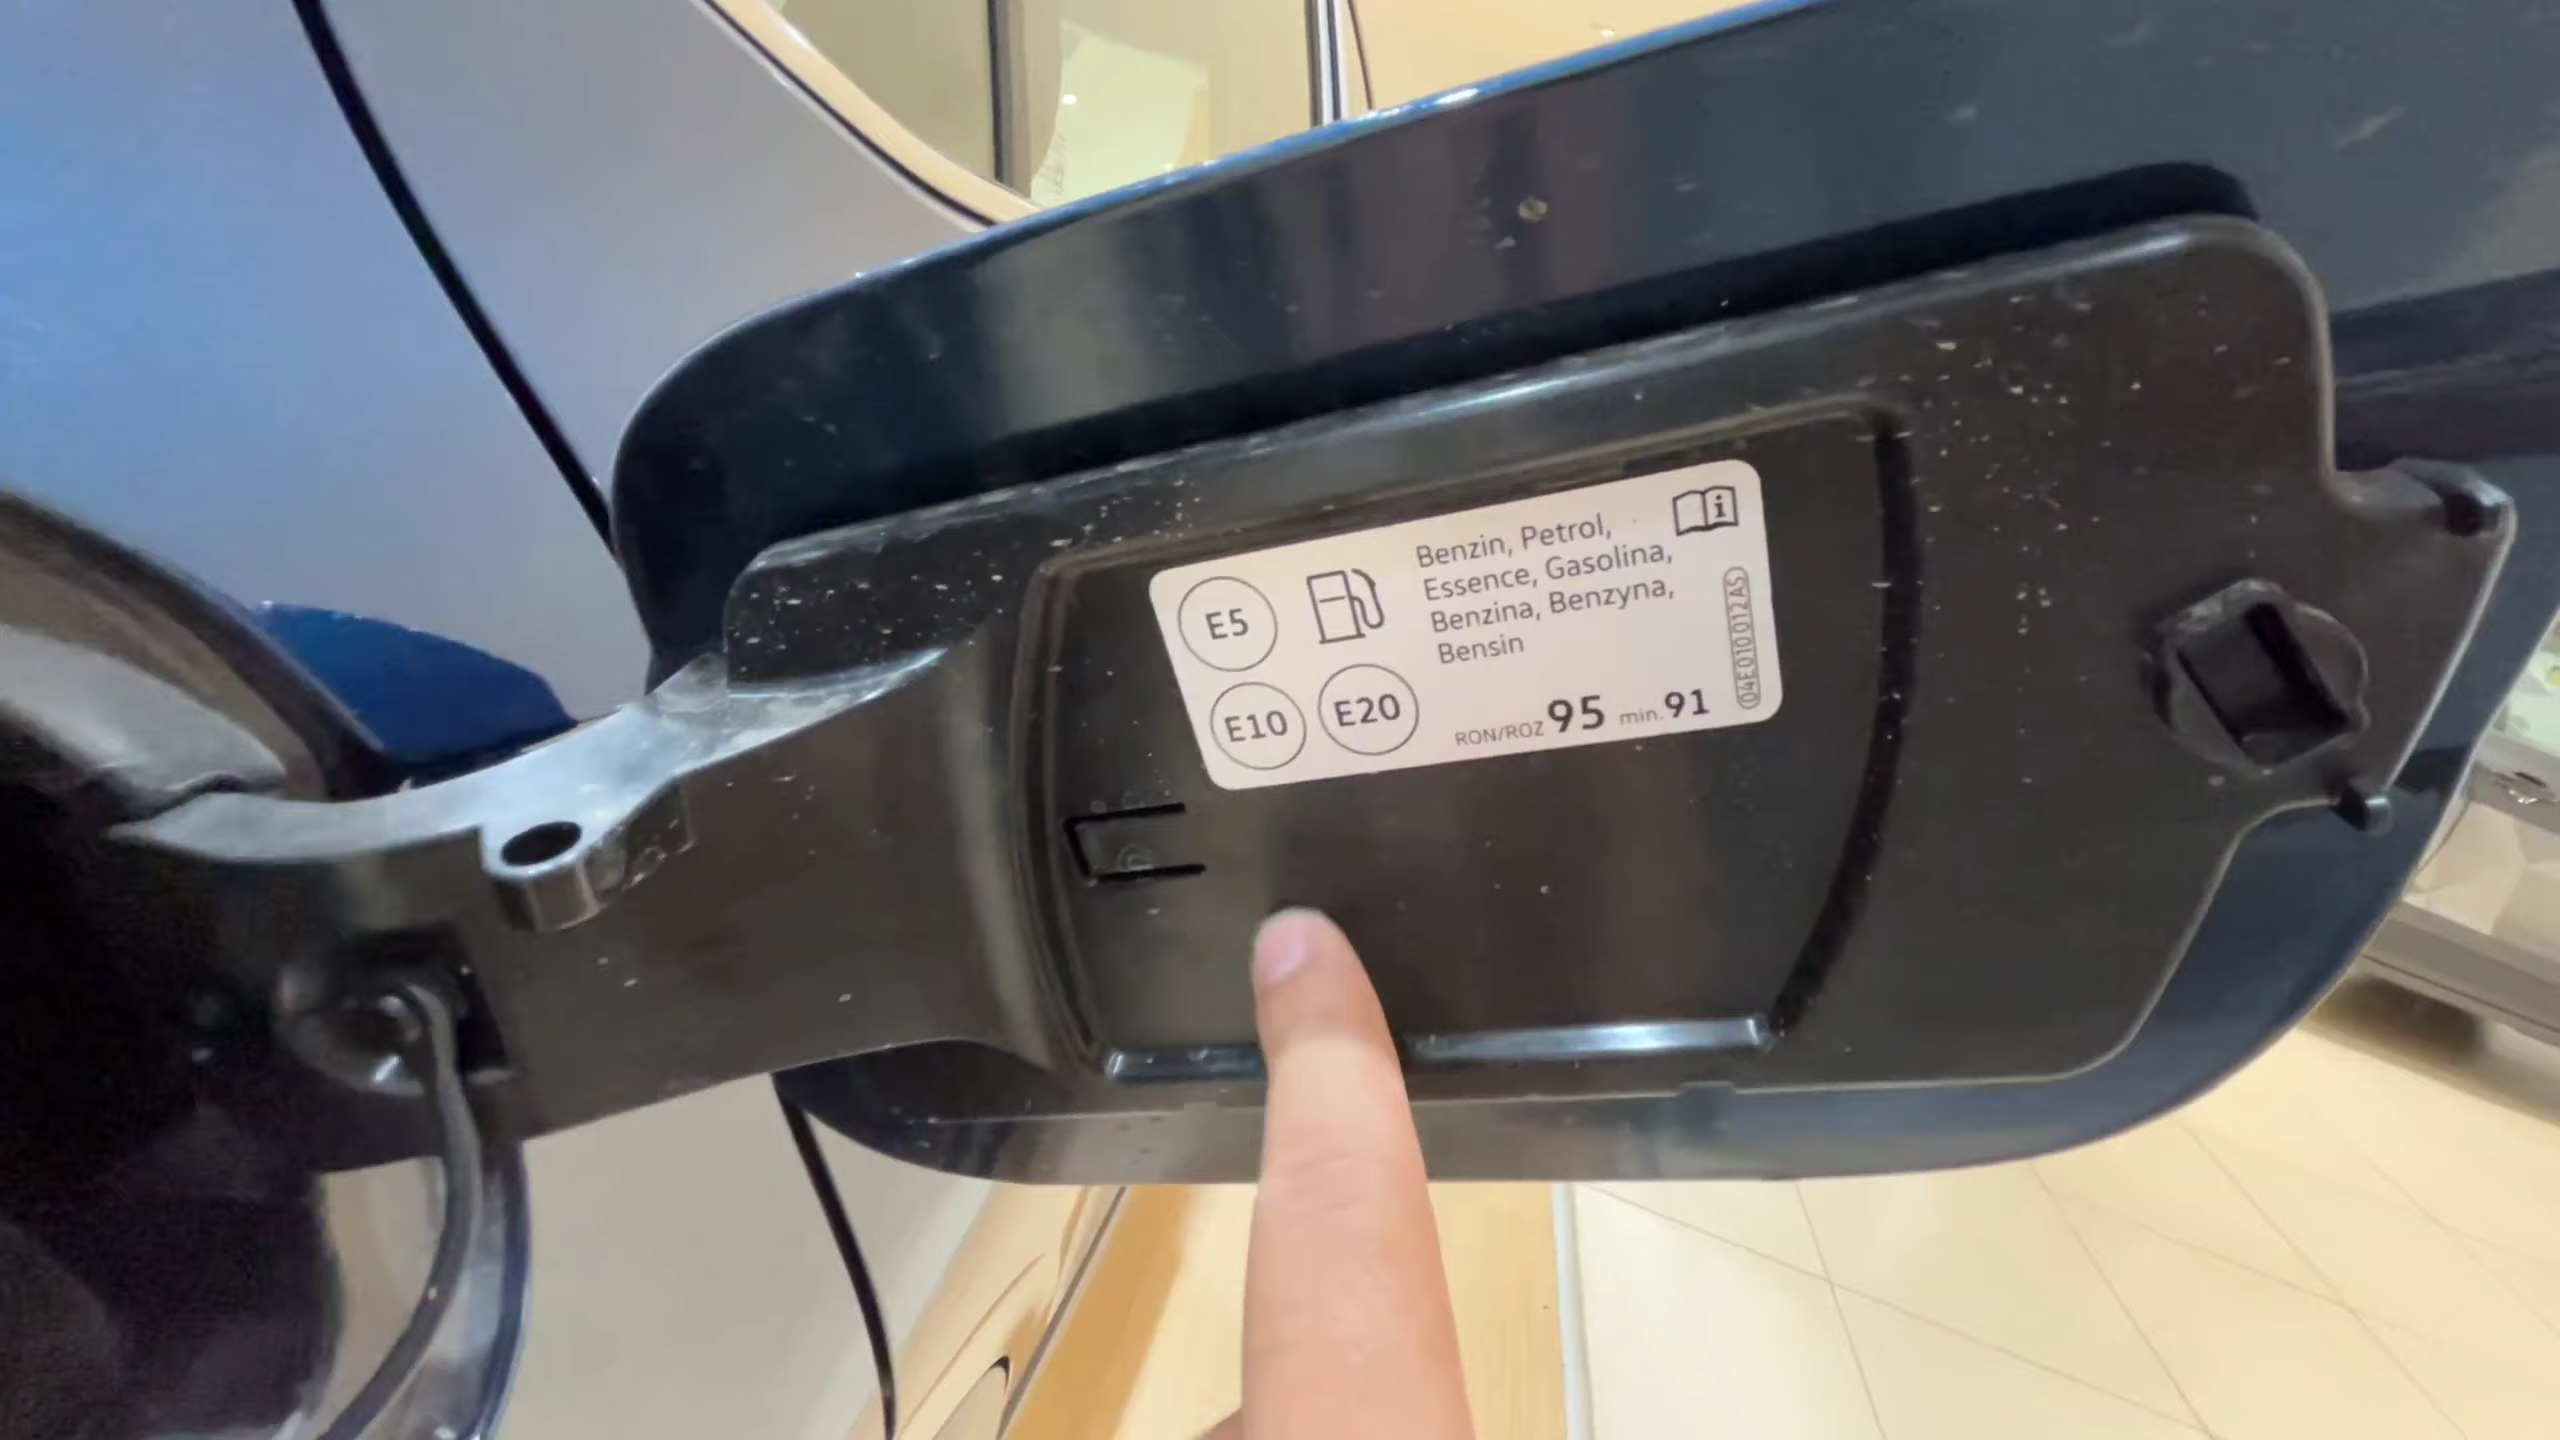 E5
E10
E20
Benzin, Petrol,
Essence, Gasolina,
Benzina, Benzyna,
Bensin
RON/ROZ 95 min. 91
i
04E010012AS